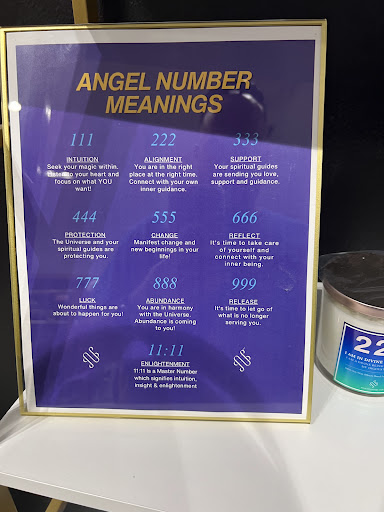 ANGEL NUMBER
MEANINGS
111
INTUITION
Seek your magic within.
Listen to your heart and
focus on what YOU
want!
222
ALIGNMENT
You are in the right
place at the right time.
Connect with your own
inner guidance.
333
SUPPORT
Your spiritual guides
are sending you love,
support and guidance.
444
PROTECTION
The Universe and your
spiritual guides are
protecting you.
555
CHANGE
Manifest change and
new beginnings in your
life!
666
REFLECT
It's time to take care
of yourself and
connect with your
inner being.
777
LUCK
Wonderful things are
about to happen for you!
888
ABUNDANCE
You are in harmony
with the Universe.
Abundance is coming
to you!
999
RELEASE
It's time to let go of
what is no longer
serving you.
11:11
ENLIGHTENMENT
11:11 is a Master Number
which signifies intuition,
insight & enlightenment
22
I AM IN DIVINE